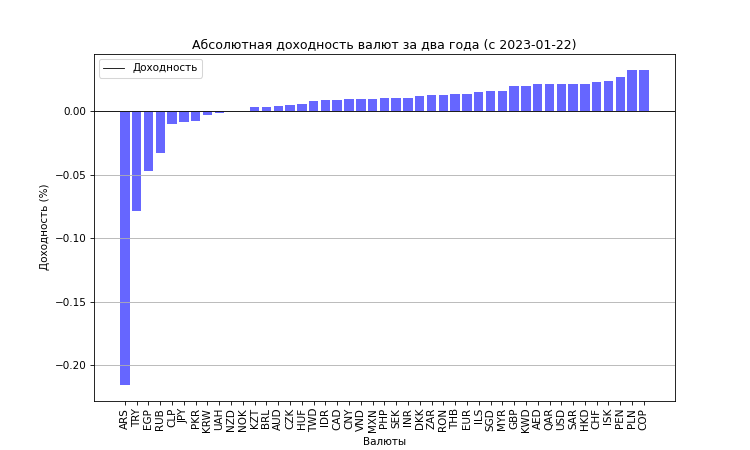 Абсолютная доходность валют за два года (с 2023-01-22)
Доходность
0.00
−0.05
−0.10
−0.15
−0.20
Доходность (%)
ARS TRY EGP RUB CLP JPY PKR KRW UAH NZD NOK KZT BRL AUD CZK HUF TWD IDR CAD CNY VND MXN PHP SEK INR DKK ZAR RON THB EUR ILS SGD MYR GBP KWD AED QAR USD SAR HKD CHF ISK PEN PLN COP
Валюты